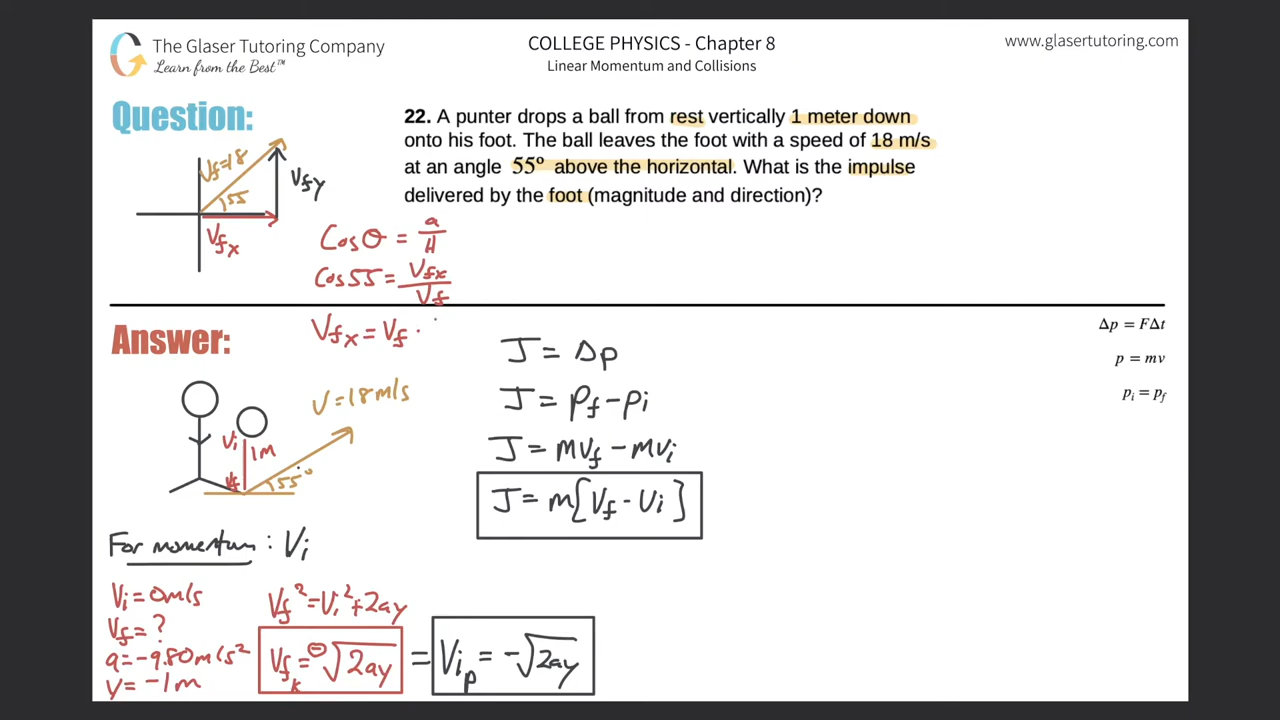 The Glaser Tutoring Company
Learn from the Best™
COLLEGE PHYSICS - Chapter 8
Linear Momentum and Collisions
www.glasertutoring.com
Question:
22. A punter drops a ball from rest vertically 1 meter down
onto his foot. The ball leaves the foot with a speed of 18 m/s
at an angle 55º above the horizontal. What is the impulse
delivered by the foot (magnitude and direction)?
Vf=18
55
Vfy
Vfx
Cosθ = a/H
Cos55 = Vfx/Vf
Vfx = Vf ·
Answer:
Δp = FΔt
p = mv
pi = pf
V=18m/s
Vi
1m
Vf
55°
J = Δp
J = pf - pi
J = mVf - mVi
J = m[Vf - Vi]
For momentum: Vi
Vi = 0m/s
Vf = ?
a = -9.80m/s²
y = -1m
Vf² = Vi² + 2ay
Vfk = -√2ay = Vip = -√2ay